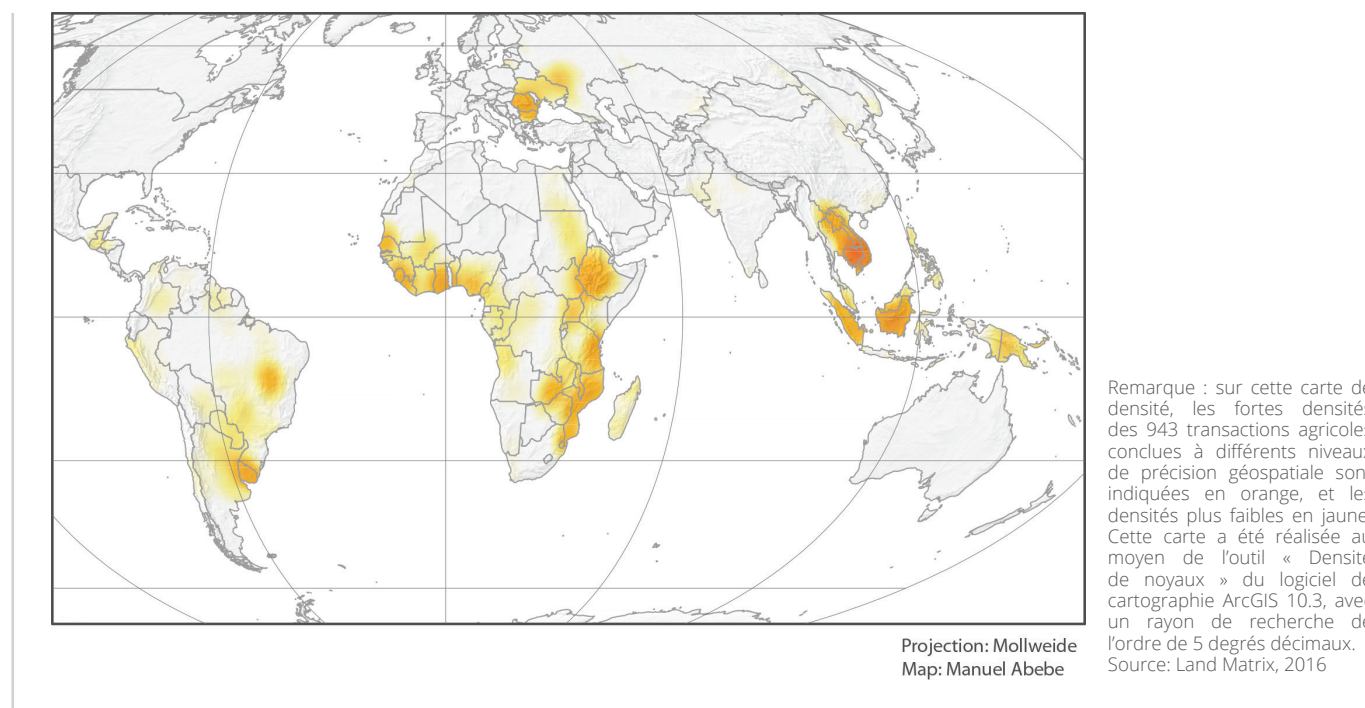 Projection: Mollweide
Map: Manuel Abebe
Remarque : sur cette carte de
densité, les fortes densités
des 943 transactions agricoles
conclues à différents niveaux
de précision géospatiale son
indiquées en orange, et les
densités plus faibles en jaune
Cette carte a été réalisée au
moyen de l’outil « Densité
de noyaux » du logiciel de
cartographie ArcGIS 10.3, avec
un rayon de recherche de
l’ordre de 5 degrés décimaux.
Source: Land Matrix, 2016